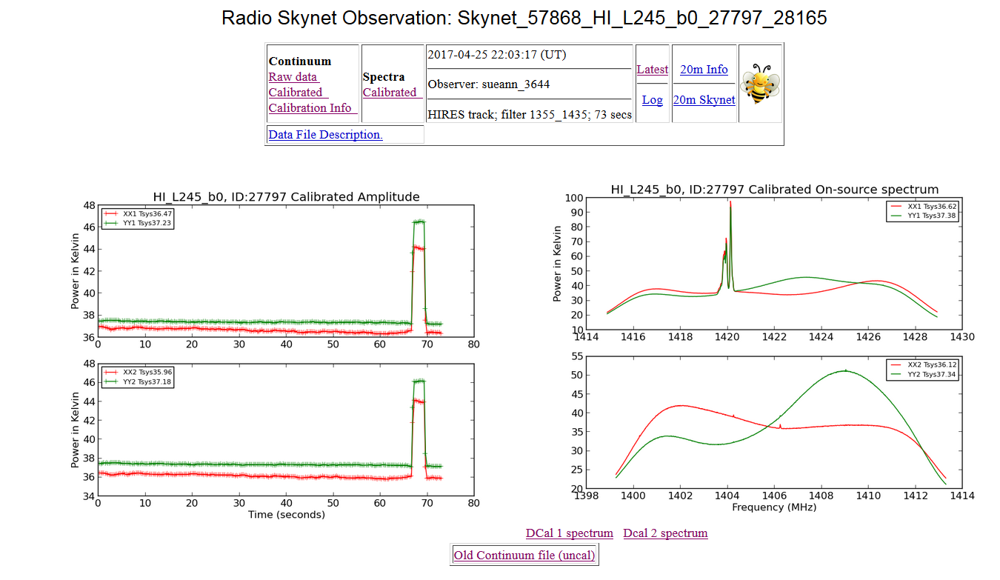 Radio Skynet Observation: Skynet_57868_HI_L245_b0_27797_28165
Continuum
Raw data
Calibrated
Calibration Info
Spectra
Calibrated
2017-04-25 22:03:17 (UT)
Observer: sueann_3644
HIRES track; filter 1355_1435; 73 secs
Latest
Log
20m Info
20m Skynet
Data File Description.
HI_L245_b0, ID:27797 Calibrated Amplitude
XX1 Tsys36.47
YY1 Tsys37.23
Power in Kelvin
48
46
44
42
40
38
36
0 10 20 30 40 50 60 70 80
XX2 Tsys35.96
YY2 Tsys37.18
Power in Kelvin
48
46
44
42
40
38
36
34
0 10 20 30 40 50 60 70 80
Time (seconds)
HI_L245_b0, ID:27797 Calibrated On-source spectrum
XX1 Tsys36.62
YY1 Tsys37.38
Power in Kelvin
100
90
80
70
60
50
40
30
20
10
1414 1416 1418 1420 1422 1424 1426 1428 1430
XX2 Tsys36.12
YY2 Tsys37.34
55
50
45
40
35
30
25
20
1398 1400 1402 1404 1406 1408 1410 1412 1414
Frequency (MHz)
DCal 1 spectrum Dcal 2 spectrum
Old Continuum file (uncal)